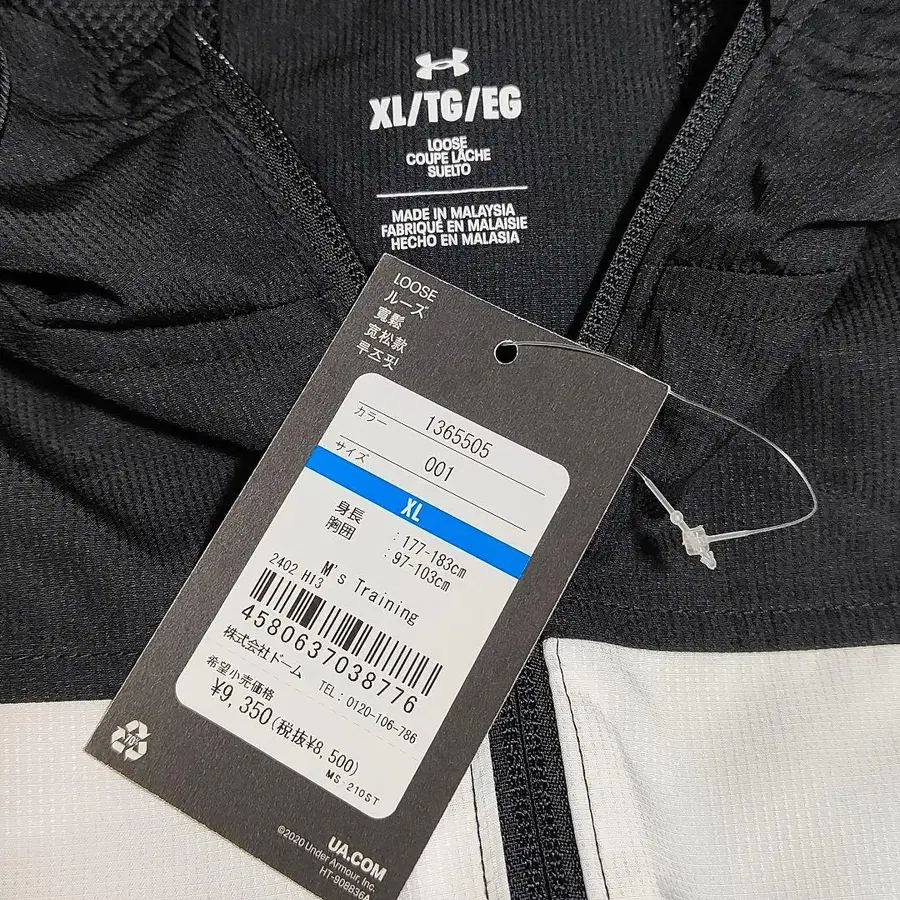 XL/TG/EG
LOOSE
COUPE LÂCHE
SUELTO
MADE IN MALAYSIA
FABRIQUÉ EN MALAISIE
HECHO EN MALASIA
LOOSE
ルーズ
寬鬆
宽松款
루즈핏
カラー 1365505
サイズ 001
XL
身長 : 177-183cm
胸囲 : 97-103cm
M's Training
2402 H13
4580637038776
株式会社ドーム TEL: 0120-106-786
希望小売価格
¥9,350(税抜¥8,500)
MS-210ST
UA.COM
©2020 Under Armour, Inc.
HT-908836A